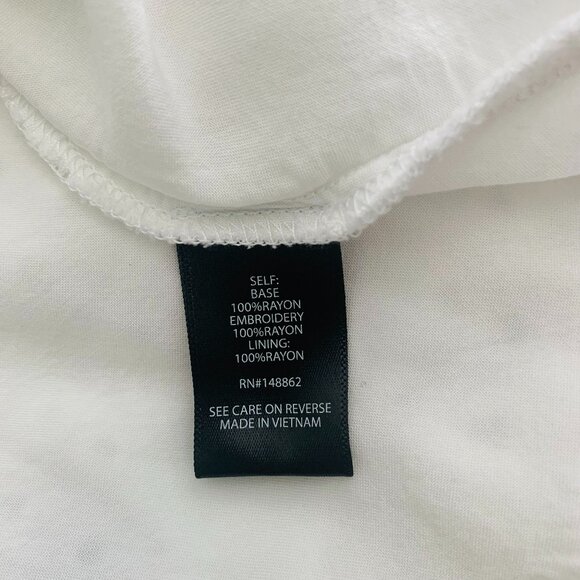 SELF:
BASE
100%RAYON
EMBROIDERY
100%RAYON
LINING:
100%RAYON
RN#148862
SEE CARE ON REVERSE
MADE IN VIETNAM